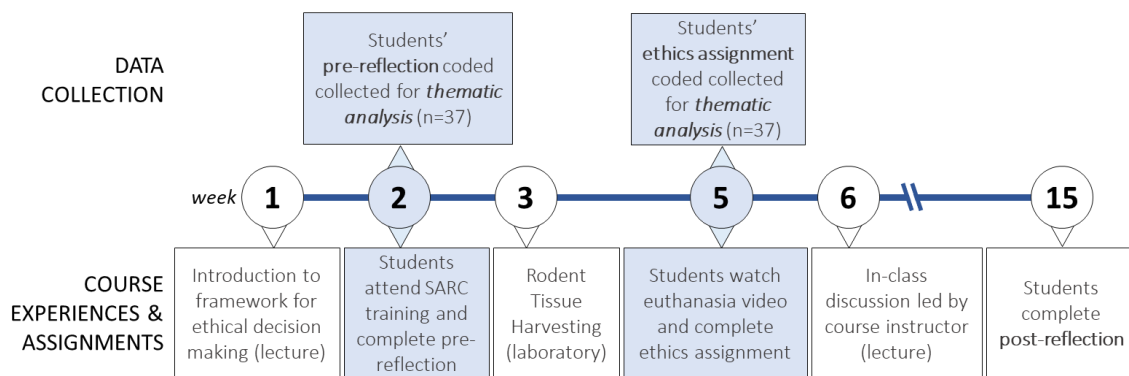 DATA
COLLECTION
Students’
pre-reflection coded
collected for thematic
analysis (n=37)
Students’
ethics assignment
coded collected
for thematic
analysis (n=37)
week
1
2
3
5
6
15
COURSE
EXPERIENCES &
ASSIGNMENTS
Introduction to
framework for
ethical decision
making (lecture)
Students
attend SARC
training and
complete pre-
reflection
Rodent
Tissue
Harvesting
(laboratory)
Students watch
euthanasia video
and complete
ethics assignment
In-class
discussion led by
course instructor
(lecture)
Students
complete
post-reflection